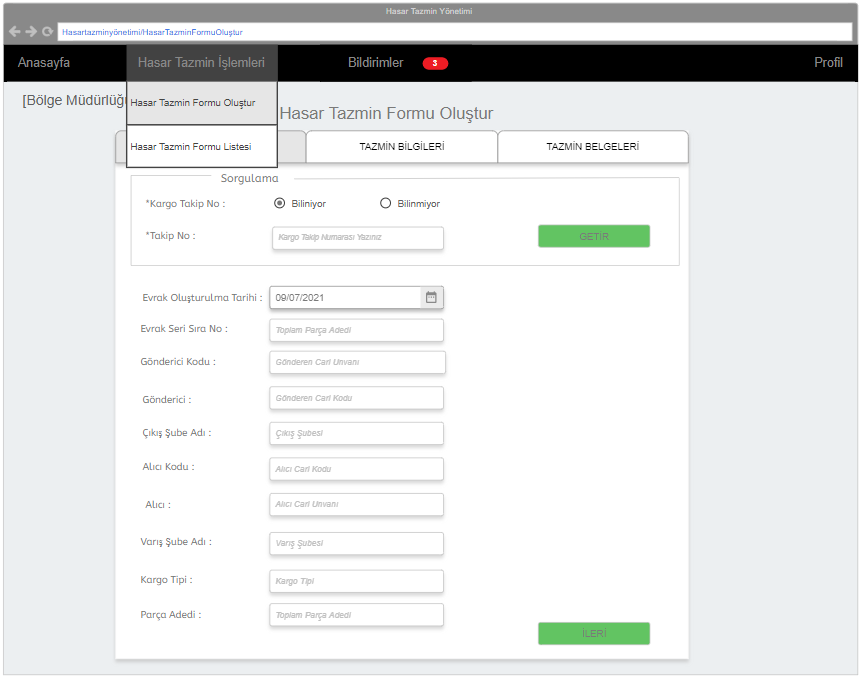 Hasar Tazmin Yönetimi
Hasartazminyönetimi/HasarTazminFormuOluştur
Anasayfa Hasar Tazmin İşlemleri Bildirimler 3 Profil
[Bölge Müdürlüğü
Hasar Tazmin Formu Oluştur
Hasar Tazmin Formu Oluştur
Hasar Tazmin Formu Listesi
TAZMİN BİLGİLERİ TAZMİN BELGELERİ
Sorgulama
*Kargo Takip No : Biliniyor Bilinmiyor
*Takip No : Kargo Takip Numarası Yazınız GETİR
Evrak Oluşturulma Tarihi : 09/07/2021
Evrak Seri Sıra No : Toplam Parça Adedi
Gönderici Kodu : Gönderen Cari Unvanı
Gönderici : Gönderen Cari Kodu
Çıkış Şube Adı : Çıkış Şubesi
Alıcı Kodu : Alıcı Cari Kodu
Alıcı : Alıcı Cari Unvanı
Varış Şube Adı : Varış Şubesi
Kargo Tipi : Kargo Tipi
Parça Adedi : Toplam Parça Adedi
İLERİ